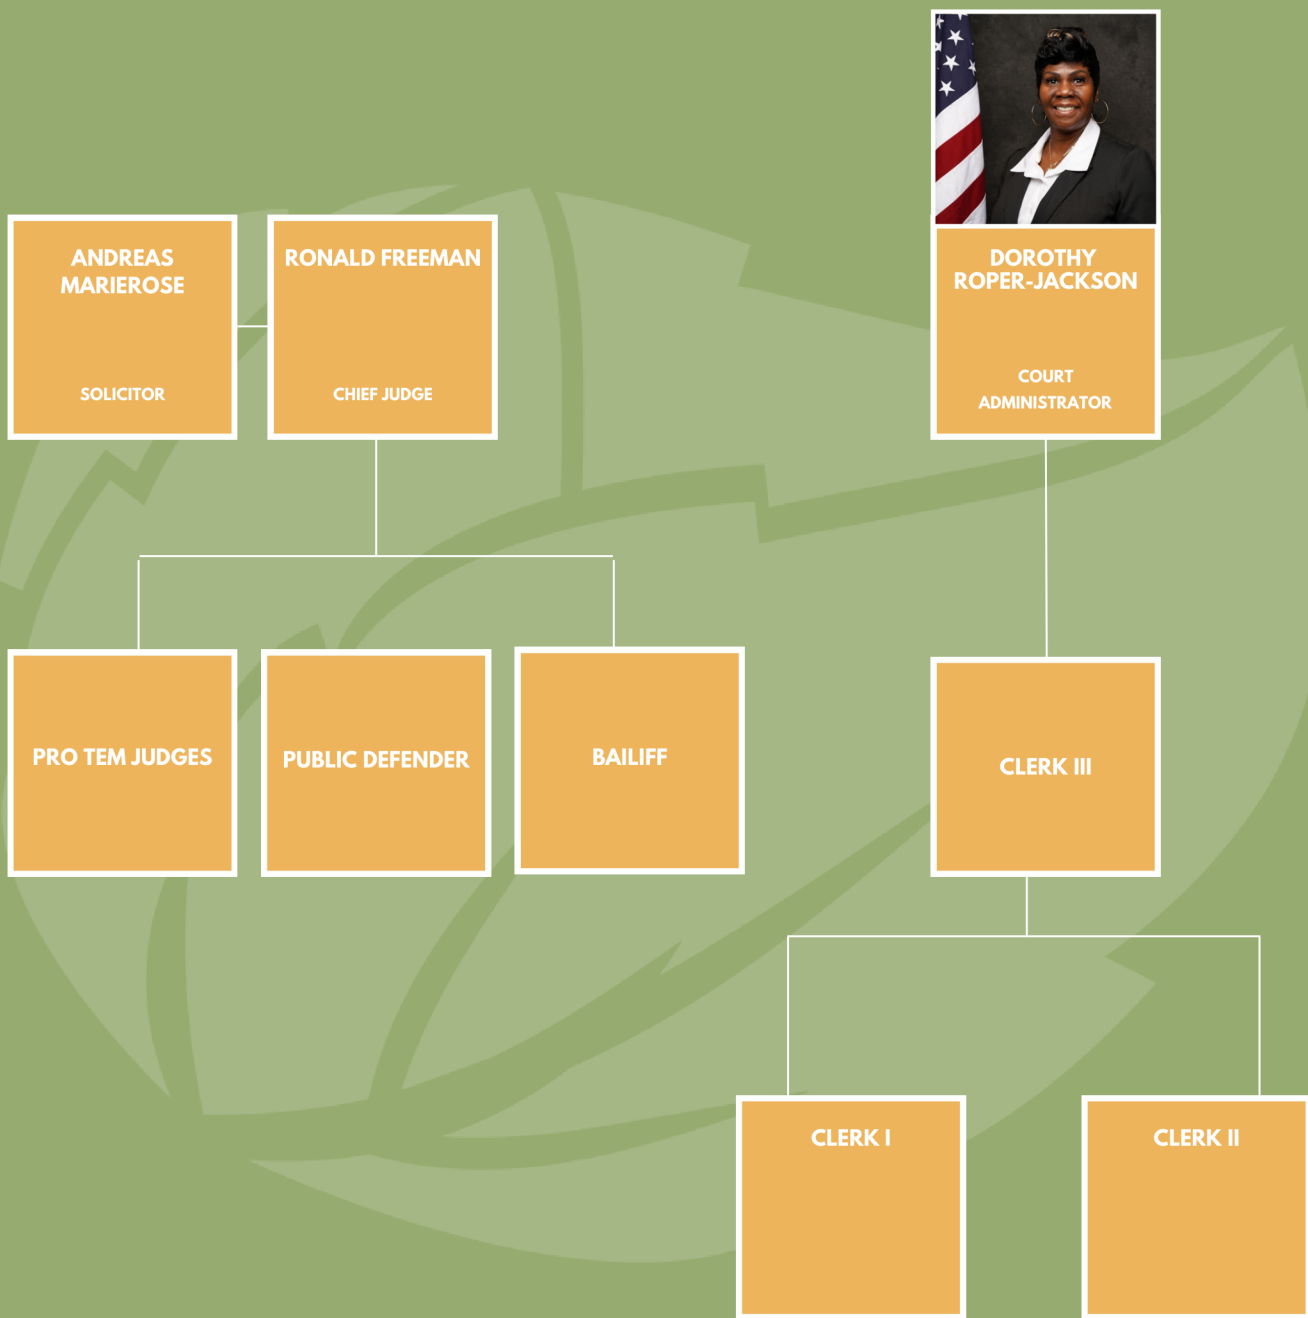 ANDREAS
MARIEROSE
SOLICITOR
RONALD FREEMAN
CHIEF JUDGE
DOROTHY
ROPER-JACKSON
COURT
ADMINISTRATOR
PRO TEM JUDGES
PUBLIC DEFENDER
BAILIFF
CLERK III
CLERK I
CLERK II